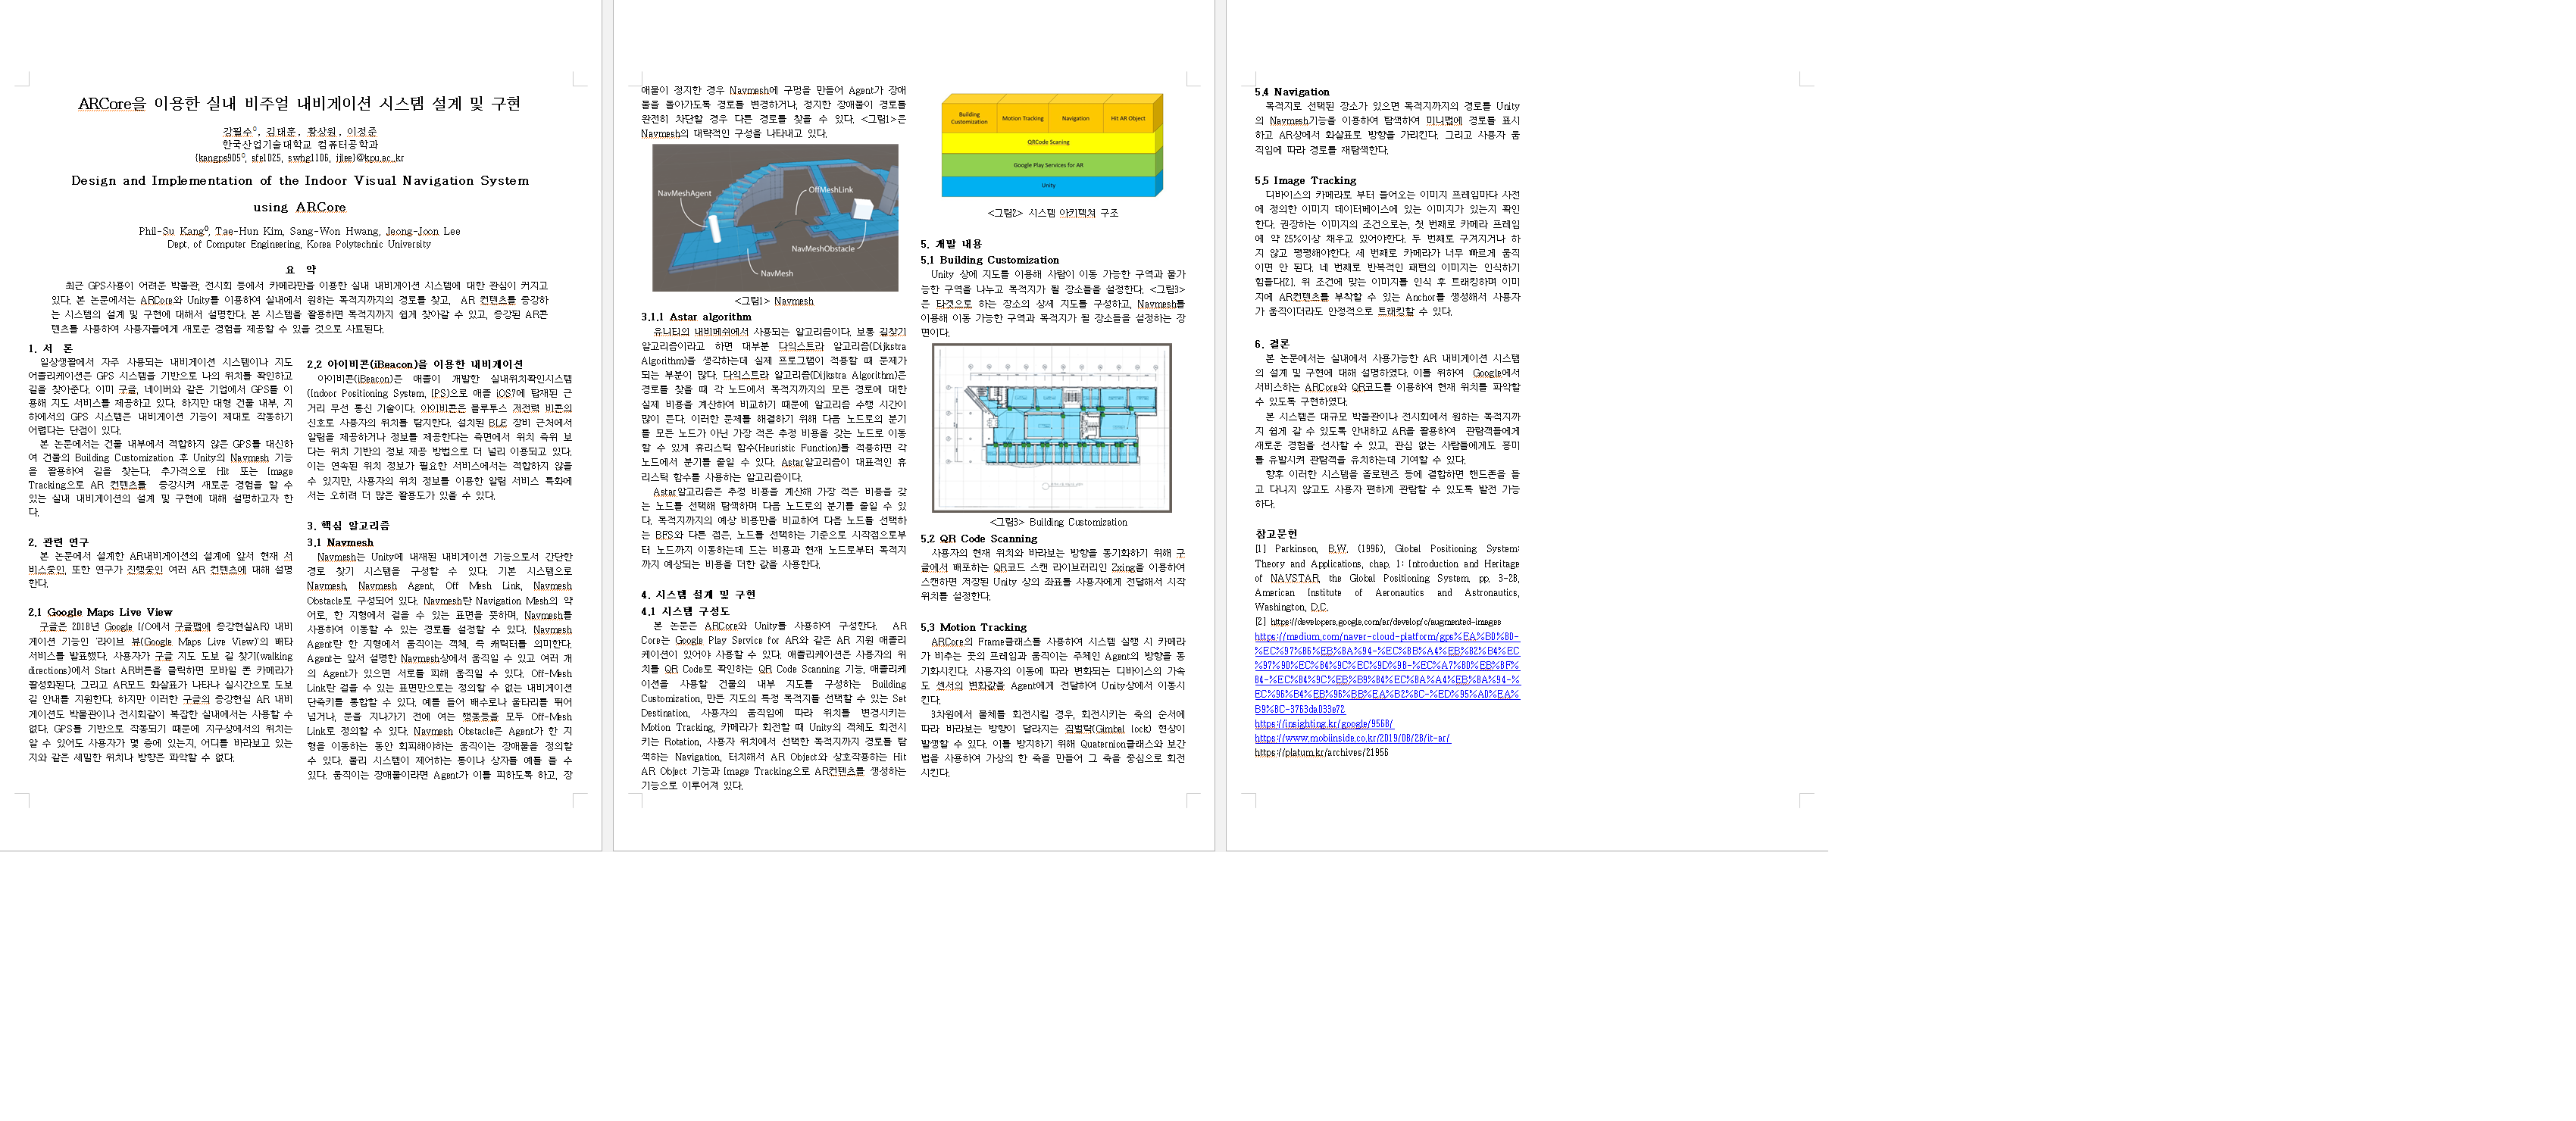 ARCore을 이용한 실내 비주얼 내비게이션 시스템 설계 및 구현
강필수°, 김태훈, 황상원, 이정준
한국산업기술대학교 컴퓨터공학과
{kangps905°, sfe1025, swhg1106, jjlee}@kpu.ac.kr
Design and Implementation of the Indoor Visual Navigation System
using ARCore
Phil-Su Kang⁰, Tae-Hun Kim, Sang-Won Hwang, Jeong-Joon Lee
Dept. of Computer Engineering, Korea Polytechnic University
요 약
최근 GPS사용이 어려운 박물관, 전시회 등에서 카메라만을 이용한 실내 내비게이션 시스템에 대한 관심이 커지고
있다. 본 논문에서는 ARCore와 Unity를 이용하여 실내에서 원하는 목적지까지의 경로를 찾고, AR 컨텐츠를 증강하
는 시스템의 설계 및 구현에 대해서 설명한다. 본 시스템을 활용하면 목적지까지 쉽게 찾아갈 수 있고, 증강된 AR콘
텐츠를 사용하여 사용자들에게 새로운 경험을 제공할 수 있을 것으로 사료된다.
1. 서 론
일상생활에서 자주 사용되는 내비게이션 시스템이나 지도
어플리케이션은 GPS 시스템을 기반으로 나의 위치를 확인하고
길을 찾아준다. 이미 구글, 네이버와 같은 기업에서 GPS를 이
용해 지도 서비스를 제공하고 있다. 하지만 대형 건물 내부, 지
하에서의 GPS 시스템은 내비게이션 기능이 제대로 작동하기
어렵다는 단점이 있다.
본 논문에서는 건물 내부에서 적합하지 않은 GPS를 대신하
여 건물의 Building Customization 후 Unity의 Navmesh 기능
을 활용하여 길을 찾는다. 추가적으로 Hit 또는 Image
Tracking으로 AR 컨텐츠를 증강시켜 새로운 경험을 할 수
있는 실내 내비게이션의 설계 및 구현에 대해 설명하고자 한
다.
2. 관련 연구
본 논문에서 설계한 AR내비게이션의 설계에 앞서 현재 서
비스중인, 또한 연구가 진행중인 여러 AR 컨텐츠에 대해 설명
한다.
2.1 Google Maps Live View
구글은 2018년 Google I/O에서 구글맵에 증강현실AR) 내비
게이션 기능인 '라이브 뷰(Google Maps Live View)'의 베타
서비스를 발표했다. 사용자가 구글 지도 도보 길 찾기(walking
directions)에서 Start AR버튼을 클릭하면 모바일 폰 카메라가
활성화된다. 그리고 AR모드 화살표가 나타나 실시간으로 도보
길 안내를 지원한다. 하지만 이러한 구글의 증강현실 AR 내비
게이션도 박물관이나 전시회같이 복잡한 실내에서는 사용할 수
없다. GPS를 기반으로 작동되기 때문에 지구상에서의 위치는
알 수 있어도 사용자가 몇 층에 있는지, 어디를 바라보고 있는
지와 같은 세밀한 위치나 방향은 파악할 수 없다.
2.2 아이비콘(iBeacon)을 이용한 내비게이션
아이비콘(iBeacon)은 애플이 개발한 실내위치확인시스템
(Indoor Positioning System, IPS)으로 애플 iOS7에 탑재된 근
거리 무선 통신 기술이다. 아이비콘은 블루투스 저전력 비콘의
신호로 사용자의 위치를 탐지한다. 설치된 BLE 장비 근처에서
알림을 제공하거나 정보를 제공한다는 측면에서 위치 측위 보
다는 위치 기반의 정보 제공 방법으로 더 널리 이용되고 있다.
이는 연속된 위치 정보가 필요한 서비스에서는 적합하지 않을
수 있지만, 사용자의 위치 정보를 이용한 알림 서비스 특화에
서는 오히려 더 많은 활용도가 있을 수 있다.
3. 핵심 알고리즘
3.1 Navmesh
Navmesh는 Unity에 내재된 내비게이션 기능으로서 간단한
경로 찾기 시스템을 구성할 수 있다. 기본 시스템으로
Navmesh, Navmesh Agent, Off Mesh Link, Navmesh
Obstacle로 구성되어 있다. Navmesh란 Navigation Mesh의 약
어로, 한 지형에서 걸을 수 있는 표면을 뜻하며, Navmesh를
사용하여 이동할 수 있는 경로를 설정할 수 있다. Navmesh
Agent란 한 지형에서 움직이는 객체, 즉 캐릭터를 의미한다.
Agent는 앞서 설명한 Navmesh상에서 움직일 수 있고 여러 개
의 Agent가 있으면 서로를 피해 움직일 수 있다. Off-Mesh
Link란 걸을 수 있는 표면만으로는 정의할 수 없는 내비게이션
단축키를 통합할 수 있다. 예를 들어 배수로나 울타리를 뛰어
넘거나, 문을 지나가기 전에 여는 행동등을 모두 Off-Mesh
Link로 정의할 수 있다. Navmesh Obstacle은 Agent가 한 지
형을 이동하는 동안 회피해야하는 움직이는 장애물을 정의할
수 있다. 물리 시스템이 제어하는 통이나 상자를 예를 들 수
있다. 움직이는 장애물이라면 Agent가 이를 피하도록 하고, 장
애물이 정지한 경우 Navmesh에 구멍을 만들어 Agent가 장애
물을 돌아가도록 경로를 변경하거나, 정지한 장애물이 경로를
완전히 차단할 경우 다른 경로를 찾을 수 있다. <그림1>은
Navmesh의 대략적인 구성을 나타내고 있다.
NavMeshAgent
OffMeshLink
NavMeshObstacle
NavMesh
<그림1> Navmesh
3.1.1 Astar algorithm
유니티의 내비메쉬에서 사용되는 알고리즘이다. 보통 길찾기
알고리즘이라고 하면 대부분 다익스트라 알고리즘(Dijkstra
Algorithm)을 생각하는데 실제 프로그램이 적용할 때 문제가
되는 부분이 많다. 다익스트라 알고리즘(Dijkstra Algorithm)은
경로를 찾을 때 각 노드에서 목적지까지의 모든 경로에 대한
실제 비용을 계산하여 비교하기 때문에 알고리즘 수행 시간이
많이 든다. 이러한 문제를 해결하기 위해 다음 노드로의 분기
를 모든 노드가 아닌 가장 적은 추정 비용을 갖는 노드로 이동
할 수 있게 휴리스틱 함수(Heuristic Function)를 적용하면 각
노드에서 분기를 줄일 수 있다. Astar알고리즘이 대표적인 휴
리스틱 함수를 사용하는 알고리즘이다.
Astar알고리즘은 추정 비용을 계산해 가장 적은 비용을 갖
는 노드를 선택해 탐색하며 다음 노드로의 분기를 줄일 수 있
다. 목적지까지의 예상 비용만을 비교하여 다음 노드를 선택하
는 BFS와 다른 점은, 노드를 선택하는 기준으로 시작점으로부
터 노드까지 이동하는데 드는 비용과 현재 노드로부터 목적지
까지 예상되는 비용을 더한 값을 사용한다.
4. 시스템 설계 및 구현
4.1 시스템 구성도
본 논문은 ARCore와 Unity를 사용하여 구성한다. AR
Core는 Google Play Service for AR와 같은 AR 지원 애플리
케이션이 있어야 사용할 수 있다. 애플리케이션은 사용자의 위
치를 QR Code로 확인하는 QR Code Scanning 기능, 애플리케
이션을 사용할 건물의 내부 지도를 구성하는 Building
Customization, 만든 지도의 특정 목적지를 선택할 수 있는 Set
Destination, 사용자의 움직임에 따라 위치를 변경시키는
Motion Tracking, 카메라가 회전할 때 Unity의 객체도 회전시
키는 Rotation, 사용자 위치에서 선택한 목적지까지 경로를 탐
색하는 Navigation, 터치해서 AR Object와 상호작용하는 Hit
AR Object 기능과 Image Tracking으로 AR컨텐츠를 생성하는
기능으로 이루어져 있다.
Building Customization
Motion Tracking
Navigation
Hit AR Object
QRCode Scaning
Google Play Services for AR
Unity
<그림2> 시스템 아키텍쳐 구조
5. 개발 내용
5.1 Building Customization
Unity 상에 지도를 이용해 사람이 이동 가능한 구역과 불가
능한 구역을 나누고 목적지가 될 장소들을 설정한다. <그림3>
은 타겟으로 하는 장소의 상세 지도를 구성하고, Navmesh를
이용해 이동 가능한 구역과 목적지가 될 장소들을 설정하는 장
면이다.
<그림3> Building Customization
5.2 QR Code Scanning
사용자의 현재 위치와 바라보는 방향을 동기화하기 위해 구
글에서 배포하는 QR코드 스캔 라이브러리인 Zxing을 이용하여
스캔하면 저장된 Unity 상의 좌표를 사용자에게 전달해서 시작
위치를 설정한다.
5.3 Motion Tracking
ARCore의 Frame클래스를 사용하여 시스템 실행 시 카메라
가 비추는 곳의 프레임과 움직이는 주체인 Agent의 방향을 동
기화시킨다. 사용자의 이동에 따라 변화되는 디바이스의 가속
도 센서의 변화값을 Agent에게 전달하여 Unity상에서 이동시
킨다.
3차원에서 물체를 회전시킬 경우, 회전시키는 축의 순서에
따라 바라보는 방향이 달라지는 짐벌락(Gimbal lock) 현상이
발생할 수 있다. 이를 방지하기 위해 Quaternion클래스와 보간
법을 사용하여 가상의 한 축을 만들어 그 축을 중심으로 회전
시킨다.
5.4 Navigation
목적지로 선택된 장소가 있으면 목적지까지의 경로를 Unity
의 Navmesh기능을 이용하여 탐색하여 미니맵에 경로를 표시
하고 AR상에서 화살표로 방향을 가리킨다. 그리고 사용자 움
직임에 따라 경로를 재탐색한다.
5.5 Image Tracking
디바이스의 카메라로 부터 들어오는 이미지 프레임마다 사전
에 정의한 이미지 데이터베이스에 있는 이미지가 있는지 확인
한다. 권장하는 이미지의 조건으로는, 첫 번째로 카메라 프레임
에 약 25%이상 채우고 있어야한다. 두 번째로 구겨지거나 하
지 않고 평평해야한다. 세 번째로 카메라가 너무 빠르게 움직
이면 안 된다. 네 번째로 반복적인 패턴의 이미지는 인식하기
힘들다[2]. 위 조건에 맞는 이미지를 인식 후 트래킹하며 이미
지에 AR컨텐츠를 부착할 수 있는 Anchor를 생성해서 사용자
가 움직이더라도 안정적으로 트래킹할 수 있다.
6. 결론
본 논문에서는 실내에서 사용가능한 AR 내비게이션 시스템
의 설계 및 구현에 대해 설명하였다. 이를 위하여 Google에서
서비스하는 ARCore와 QR코드를 이용하여 현재 위치를 파악할
수 있도록 구현하였다.
본 시스템은 대규모 박물관이나 전시회에서 원하는 목적지까
지 쉽게 갈 수 있도록 안내하고 AR을 활용하여 관람객들에게
새로운 경험을 선사할 수 있고, 관심 없는 사람들에게도 흥미
를 유발시켜 관람객을 유치하는데 기여할 수 있다.
향후 이러한 시스템을 홀로렌즈 등에 결합하면 핸드폰을 들
고 다니지 않고도 사용자 편하게 관람할 수 있도록 발전 가능
하다.
참고문헌
[1] Parkinson, B.W. (1996), Global Positioning System:
Theory and Applications, chap. 1: Introduction and Heritage
of NAVSTAR, the Global Positioning System, pp. 3-28,
American Institute of Aeronautics and Astronautics,
Washington, D.C.
[2] https://developers.google.com/ar/develop/c/augmented-images
https://medium.com/naver-cloud-platform/gps%EA%B0%80-
%EC%97%86%EB%8A%94-%EC%8B%A4%EB%82%B4%EC
%97%90%EC%84%9C%EC%9D%98-%EC%A7%80%EB%8F%
84-%EC%84%9C%EB%B9%84%EC%8A%A4%EB%8A%94-%
EC%96%B4%EB%96%BB%EA%B2%8C-%ED%95%A0%EA%
B9%8C-3763da033e72
https://insighting.kr/google/9568/
https://www.mobiinside.co.kr/2019/08/28/it-ar/
https://platum.kr/archives/21956